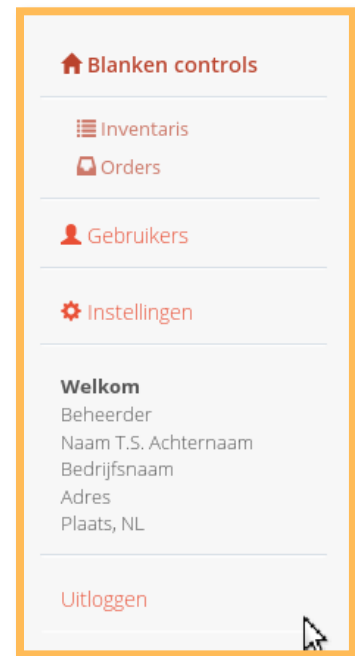 Blanken controls
Inventaris
Orders
Gebruikers
Instellingen
Welkom
Beheerder
Naam T.S. Achternaam
Bedrijfsnaam
Adres
Plaats, NL
Uitloggen